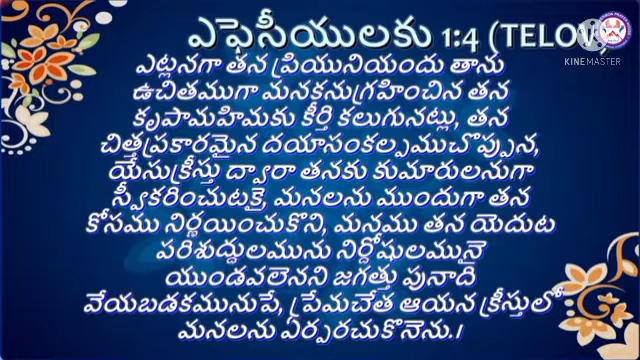 ఎఫెసీయులకు 1:4 (TELOV,
KINEMASTER
ఎట్లనగా తన ప్రియునియందు తాను
ఉచితముగా మనకనుగ్రహించిన తన
కృపామహిమకు కీర్తి కలుగునట్లు, తన
చిత్తప్రకారమైన దయాసంకల్పముచొప్పున,
యేసుక్రీస్తు ద్వారా తనకు కుమారులనుగా
స్వీకరించుటకై, మనలను ముందుగా తన
కోసము నిర్ణయించుకొని, మనము తన యెదుట
పరిశుద్ధులమును నిర్దోషులమునై
యుండవలెనని జగత్తు పునాది
వేయబడకమునుపే, ప్రేమచేత ఆయన క్రీస్తులో
మనలను ఏర్పరచుకొనెను.।